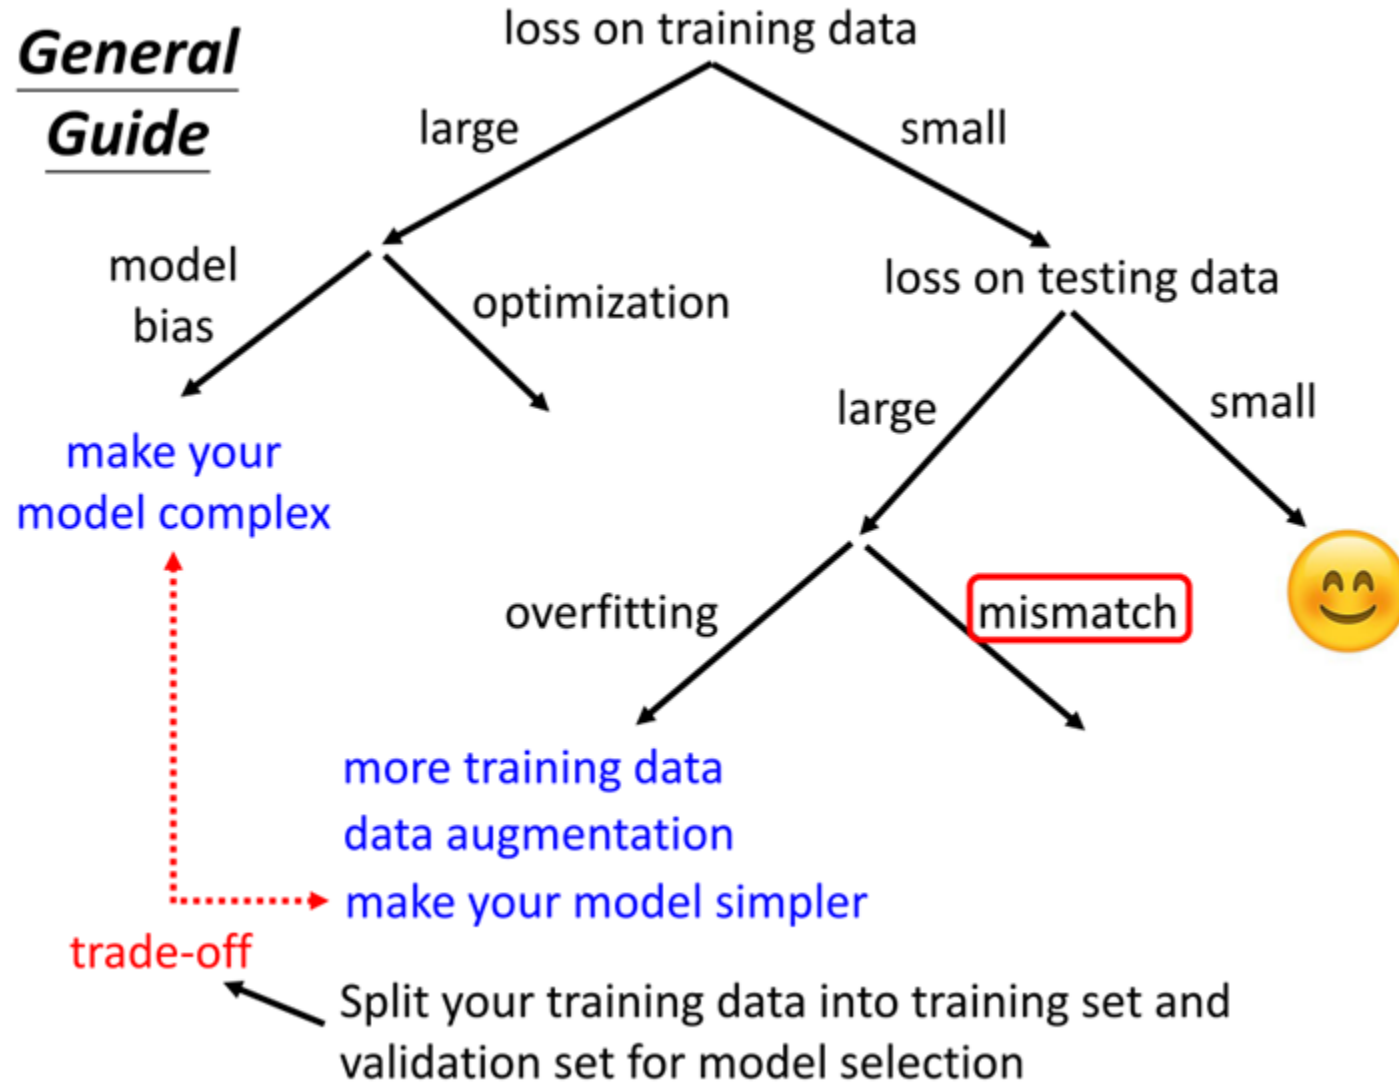 General
Guide
loss on training data
large
small
model
bias
optimization
loss on testing data
large
small
make your
model complex
overfitting
mismatch
more training data
data augmentation
make your model simpler
trade-off
Split your training data into training set and
validation set for model selection